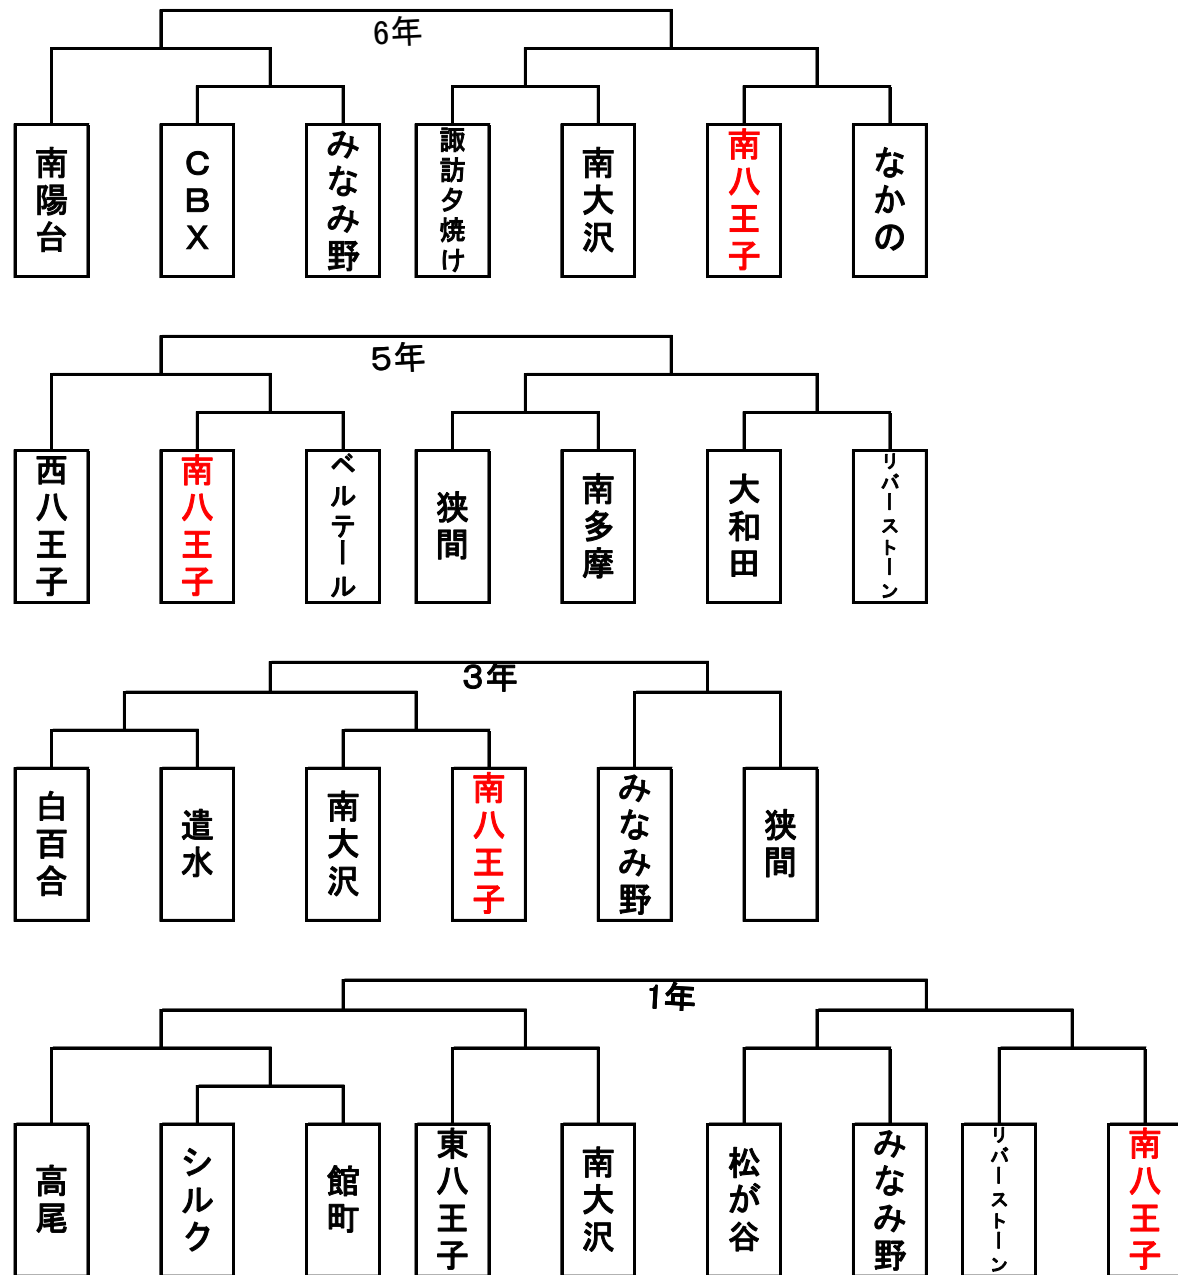 6年
南陽台
CBX
みなみ野
諏訪夕焼け
南大沢
南八王子
なかの
5年
西八王子
南八王子
ベルテール
狭間
南多摩
大和田
リバーストーン
3年
白百合
遣水
南大沢
南八王子
みなみ野
狭間
1年
高尾
シルク
館町
東八王子
南大沢
松が谷
みなみ野
リバーストーン
南八王子